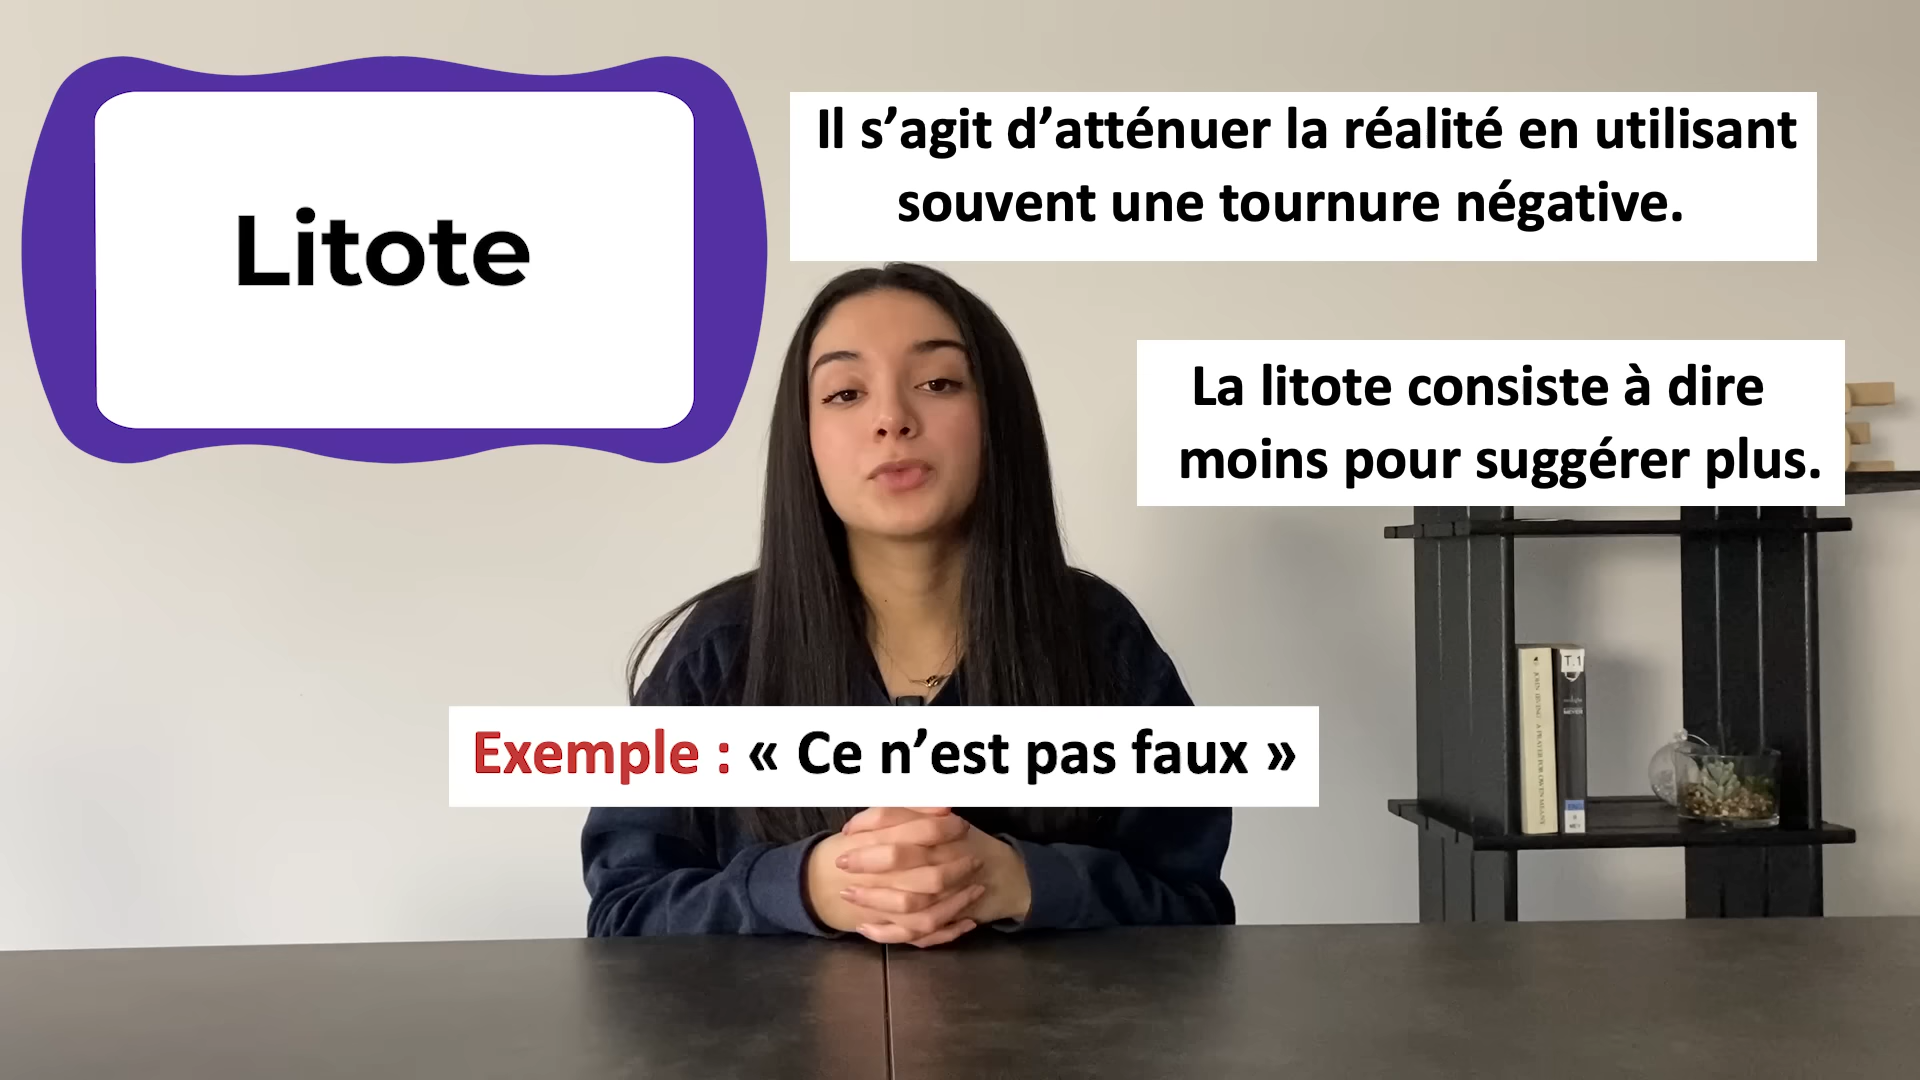 Litote
Il s’agit d’atténuer la réalité en utilisant
souvent une tournure négative.
La litote consiste à dire
moins pour suggérer plus.
Exemple : « Ce n’est pas faux »
T.1